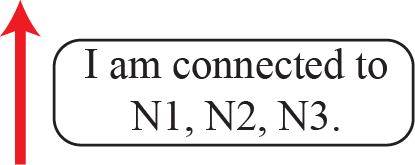 I am connected to
N1, N2, N3.